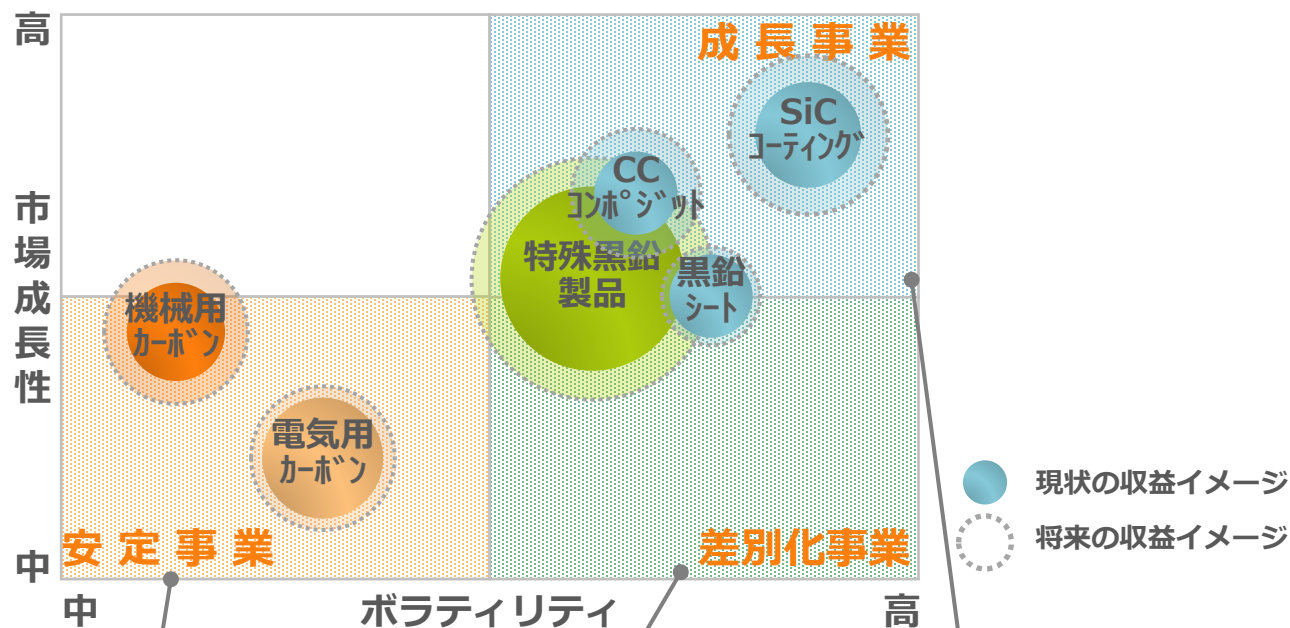 高
成長事業
SiC
ｺｰﾃｨﾝｸﾞ
CC
ｺﾝﾎﾟｼﾞｯﾄ
特殊黒鉛
製品
黒鉛
ｼｰﾄ
市場成長性
機械用
ｶｰﾎﾞﾝ
電気用
ｶｰﾎﾞﾝ
現状の収益イメージ
将来の収益イメージ
安定事業
差別化事業
中
中
ボラティリティ
高